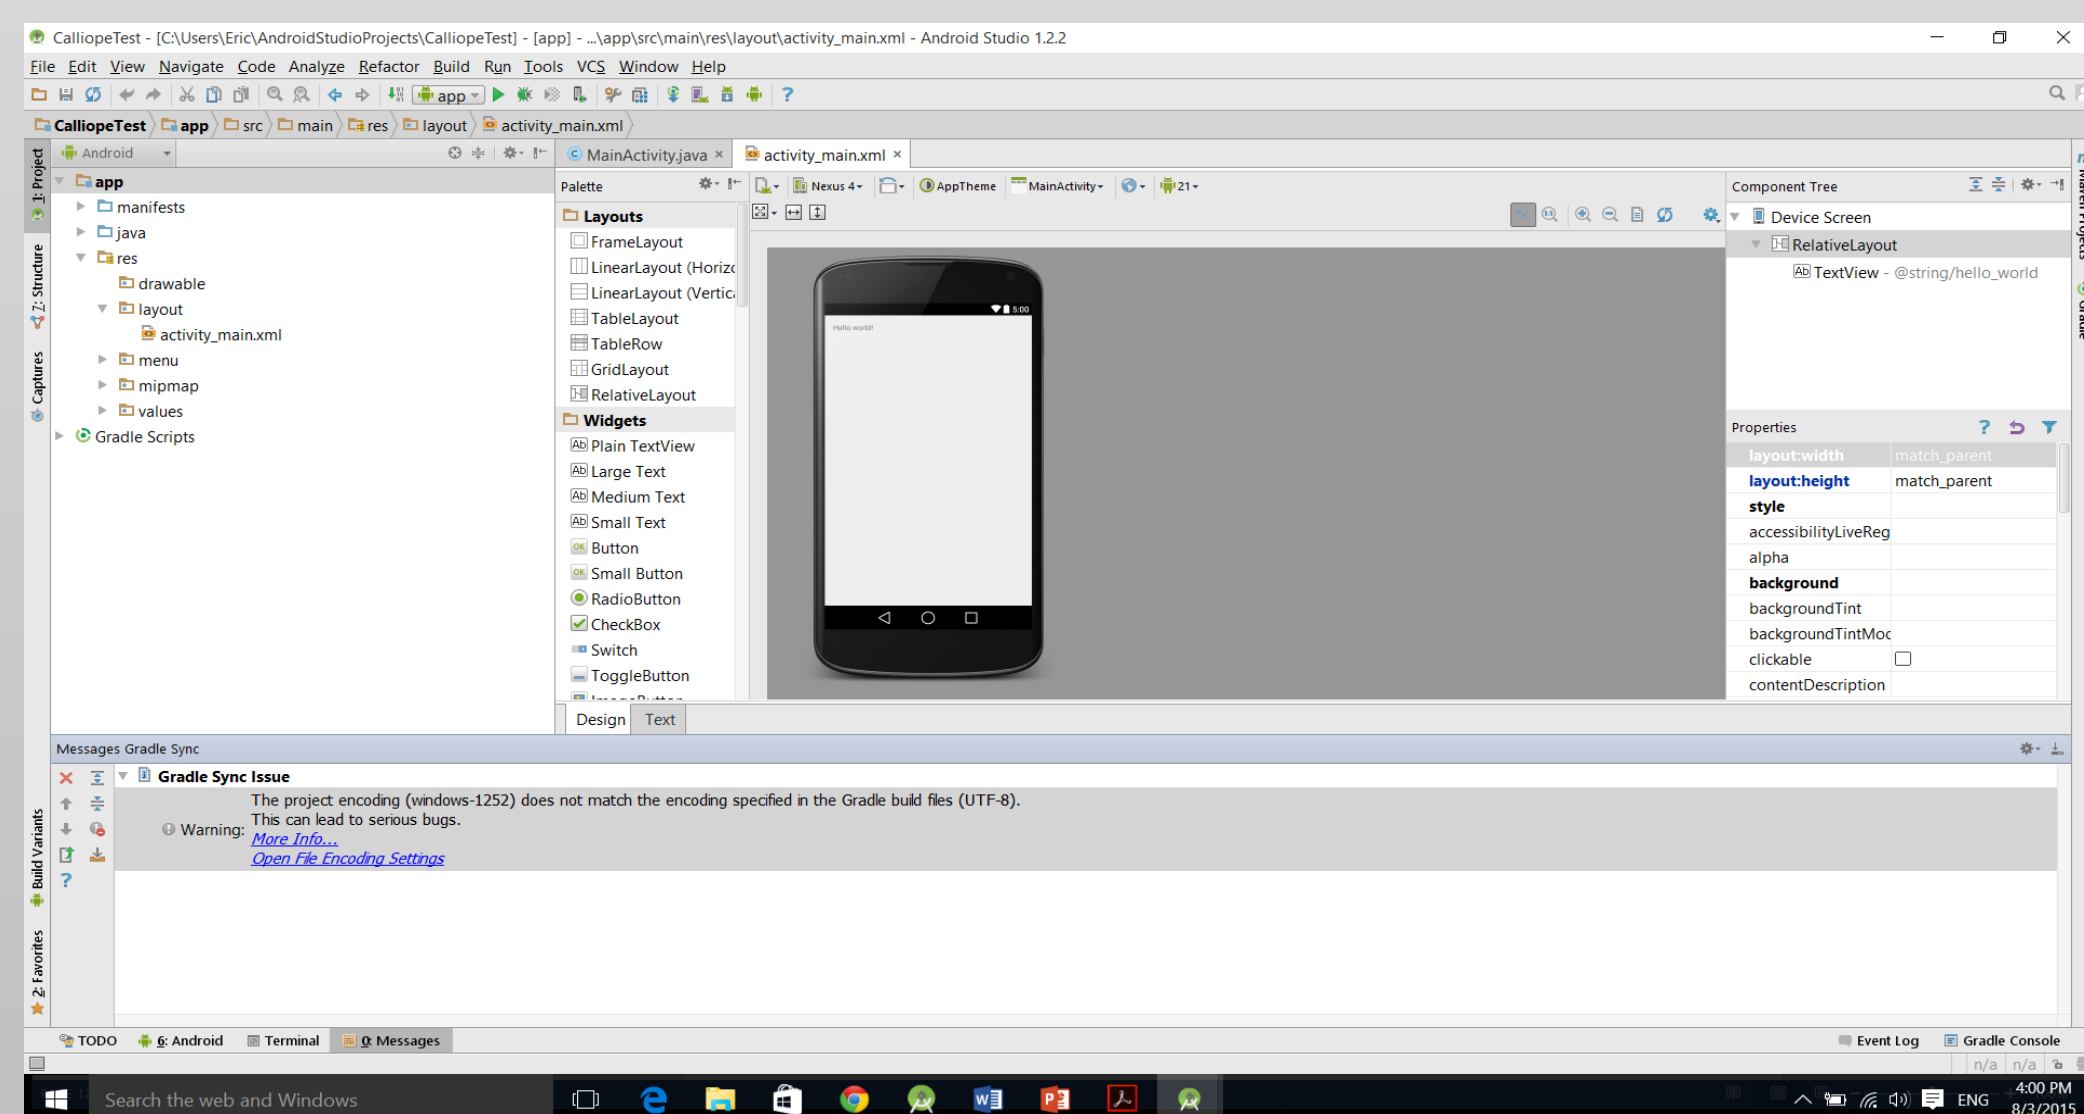 CalliopeTest - [C:\Users\Eric\AndroidStudioProjects\CalliopeTest] - [app] - ...\app\src\main\res\layout\activity_main.xml - Android Studio 1.2.2
File Edit View Navigate Code Analyze Refactor Build Run Tools VCS Window Help
app
CalliopeTest app src main res layout activity_main.xml
1: Project
7: Structure
Captures
Build Variants
2: Favorites
Android
app
manifests
java
res
drawable
layout
activity_main.xml
menu
mipmap
values
Gradle Scripts
MainActivity.java
activity_main.xml
Palette
Layouts
FrameLayout
LinearLayout (Horizo
LinearLayout (Vertica
TableLayout
TableRow
GridLayout
RelativeLayout
Widgets
Plain TextView
Large Text
Medium Text
Small Text
Button
Small Button
RadioButton
CheckBox
Switch
ToggleButton
Design Text
Nexus 4 AppTheme MainActivity 21
5:00
Hello world!
Component Tree
Device Screen
RelativeLayout
TextView - @string/hello_world
Properties
layout:width match_parent
layout:height match_parent
style
accessibilityLiveReg
alpha
background
backgroundTint
backgroundTintMod
clickable
contentDescription
Maven Projects
Gradle
Messages Gradle Sync
Gradle Sync Issue
Warning:
The project encoding (windows-1252) does not match the encoding specified in the Gradle build files (UTF-8).
This can lead to serious bugs.
More Info...
Open File Encoding Settings
TODO 6: Android Terminal 0: Messages Event Log Gradle Console
n/a n/a
Search the web and Windows
ENG
4:00 PM
8/3/2015